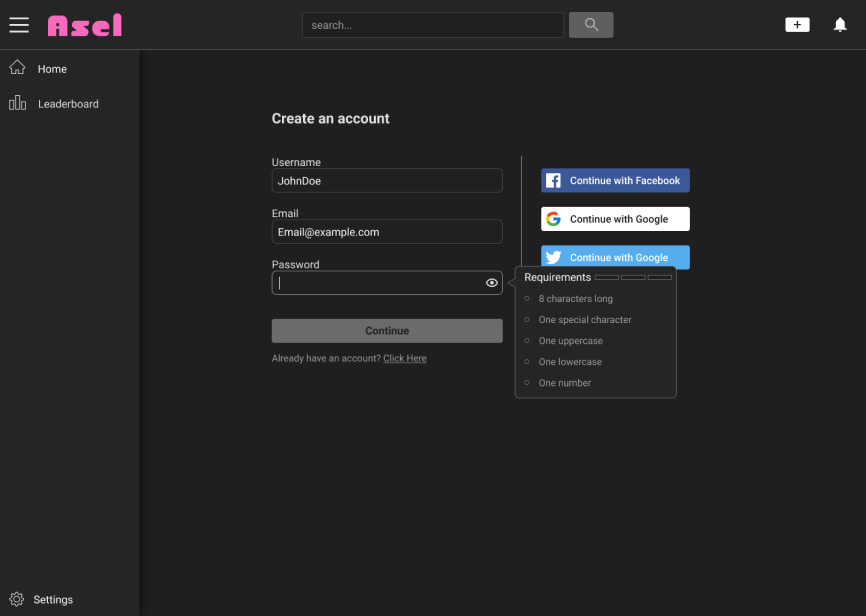 Asel
search...
Home
Leaderboard
Create an account
Username
JohnDoe
Email
Email@example.com
Password
Continue
Already have an account? Click Here
Continue with Facebook
Continue with Google
Continue with Google
Requirements
8 characters long
One special character
One uppercase
One lowercase
One number
Settings